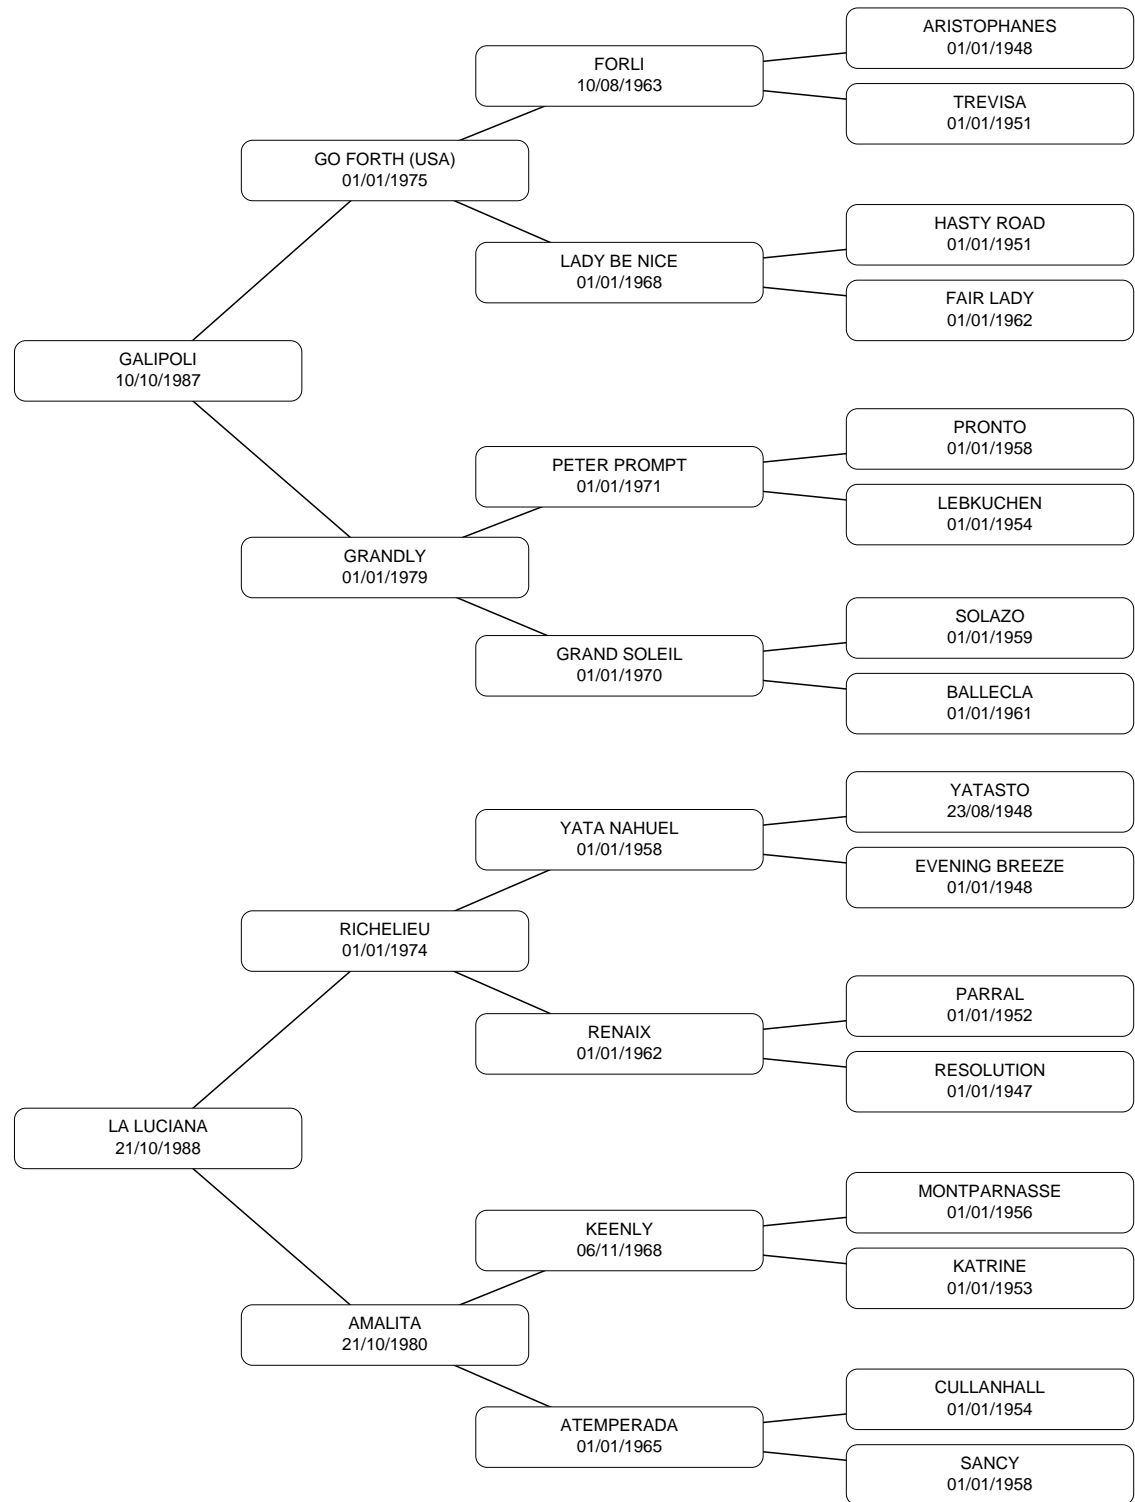 ARISTOPHANES
01/01/1948
FORLI
10/08/1963
TREVISA
01/01/1951
GO FORTH (USA)
01/01/1975
HASTY ROAD
01/01/1951
LADY BE NICE
01/01/1968
FAIR LADY
01/01/1962
GALIPOLI
10/10/1987
PRONTO
01/01/1958
PETER PROMPT
01/01/1971
LEBKUCHEN
01/01/1954
GRANDLY
01/01/1979
SOLAZO
01/01/1959
GRAND SOLEIL
01/01/1970
BALLECLA
01/01/1961
YATASTO
23/08/1948
YATA NAHUEL
01/01/1958
EVENING BREEZE
01/01/1948
RICHELIEU
01/01/1974
PARRAL
01/01/1952
RENAIX
01/01/1962
RESOLUTION
01/01/1947
LA LUCIANA
21/10/1988
MONTPARNASSE
01/01/1956
KEENLY
06/11/1968
KATRINE
01/01/1953
AMALITA
21/10/1980
CULLANHALL
01/01/1954
ATEMPERADA
01/01/1965
SANCY
01/01/1958